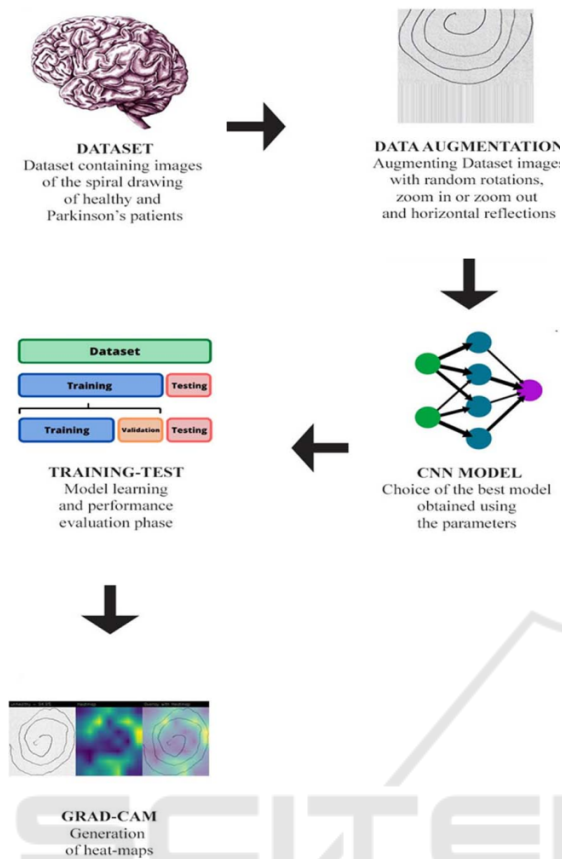 DATASET
Dataset containing images
of the spiral drawing
of healthy and
Parkinson's patients
DATA AUGMENTATION
Augmenting Dataset images
with random rotations,
zoom in or zoom out
and horizontal reflections
CNN MODEL
Choice of the best model
obtained using
the parameters
Dataset
Training Testing
Training Validation Testing
TRAINING-TEST
Model learning
and performance
evaluation phase
Heatmap
Overlay with Heatmap
GRAD-CAM
Generation
of heat-maps